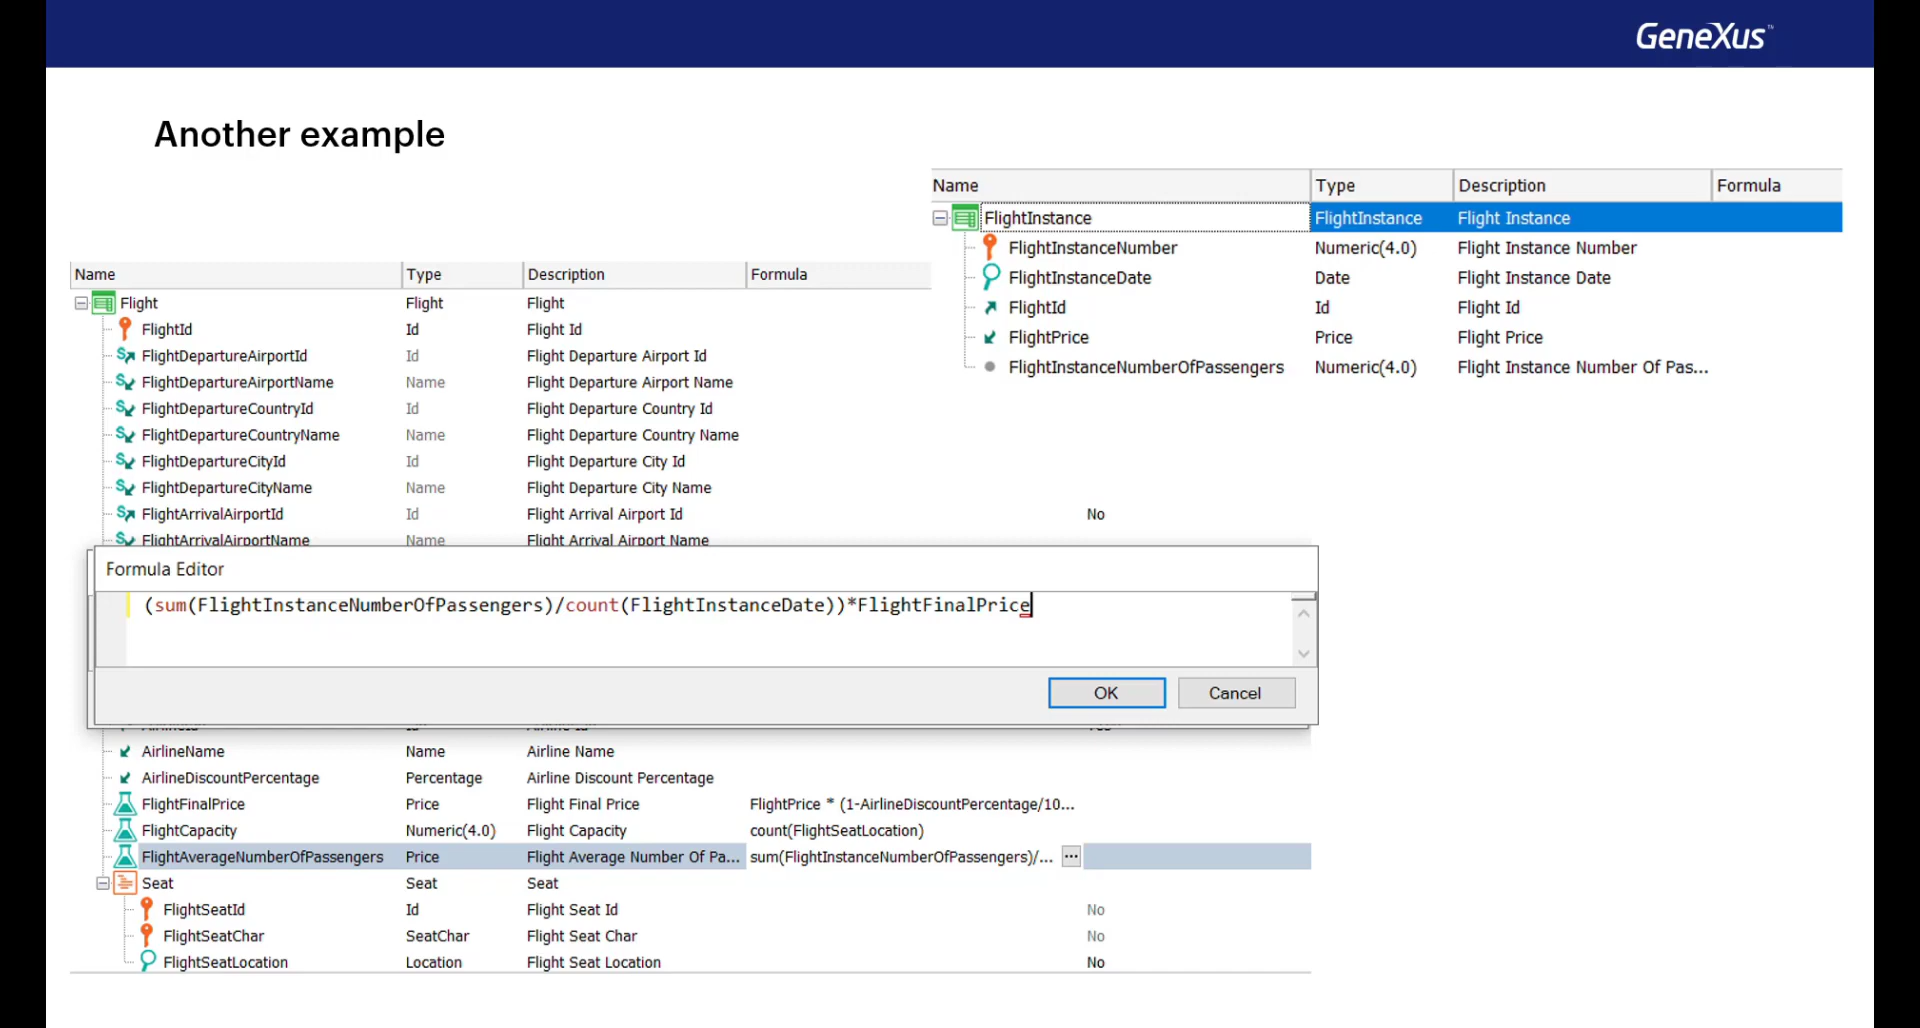 GeneXus™
Another example
Name Type Description Formula
FlightInstance FlightInstance Flight Instance
FlightInstanceNumber Numeric(4.0) Flight Instance Number
FlightInstanceDate Date Flight Instance Date
FlightId Id Flight Id
FlightPrice Price Flight Price
FlightInstanceNumberOfPassengers Numeric(4.0) Flight Instance Number Of Pas...
Name Type Description Formula
Flight Flight Flight
FlightId Id Flight Id
FlightDepartureAirportId Id Flight Departure Airport Id
FlightDepartureAirportName Name Flight Departure Airport Name
FlightDepartureCountryId Id Flight Departure Country Id
FlightDepartureCountryName Name Flight Departure Country Name
FlightDepartureCityId Id Flight Departure City Id
FlightDepartureCityName Name Flight Departure City Name
FlightArrivalAirportId Id Flight Arrival Airport Id No
FlightArrivalAirportName Name Flight Arrival Airport Name
Formula Editor
(sum(FlightInstanceNumberOfPassengers)/count(FlightInstanceDate))*FlightFinalPrice
OK Cancel
AirlineName Name Airline Name
AirlineDiscountPercentage Percentage Airline Discount Percentage
FlightFinalPrice Price Flight Final Price FlightPrice * (1-AirlineDiscountPercentage/10...
FlightCapacity Numeric(4.0) Flight Capacity count(FlightSeatLocation)
FlightAverageNumberOfPassengers Price Flight Average Number Of Pa... sum(FlightInstanceNumberOfPassengers)/... ...
Seat Seat Seat
FlightSeatId Id Flight Seat Id No
FlightSeatChar SeatChar Flight Seat Char No
FlightSeatLocation Location Flight Seat Location No